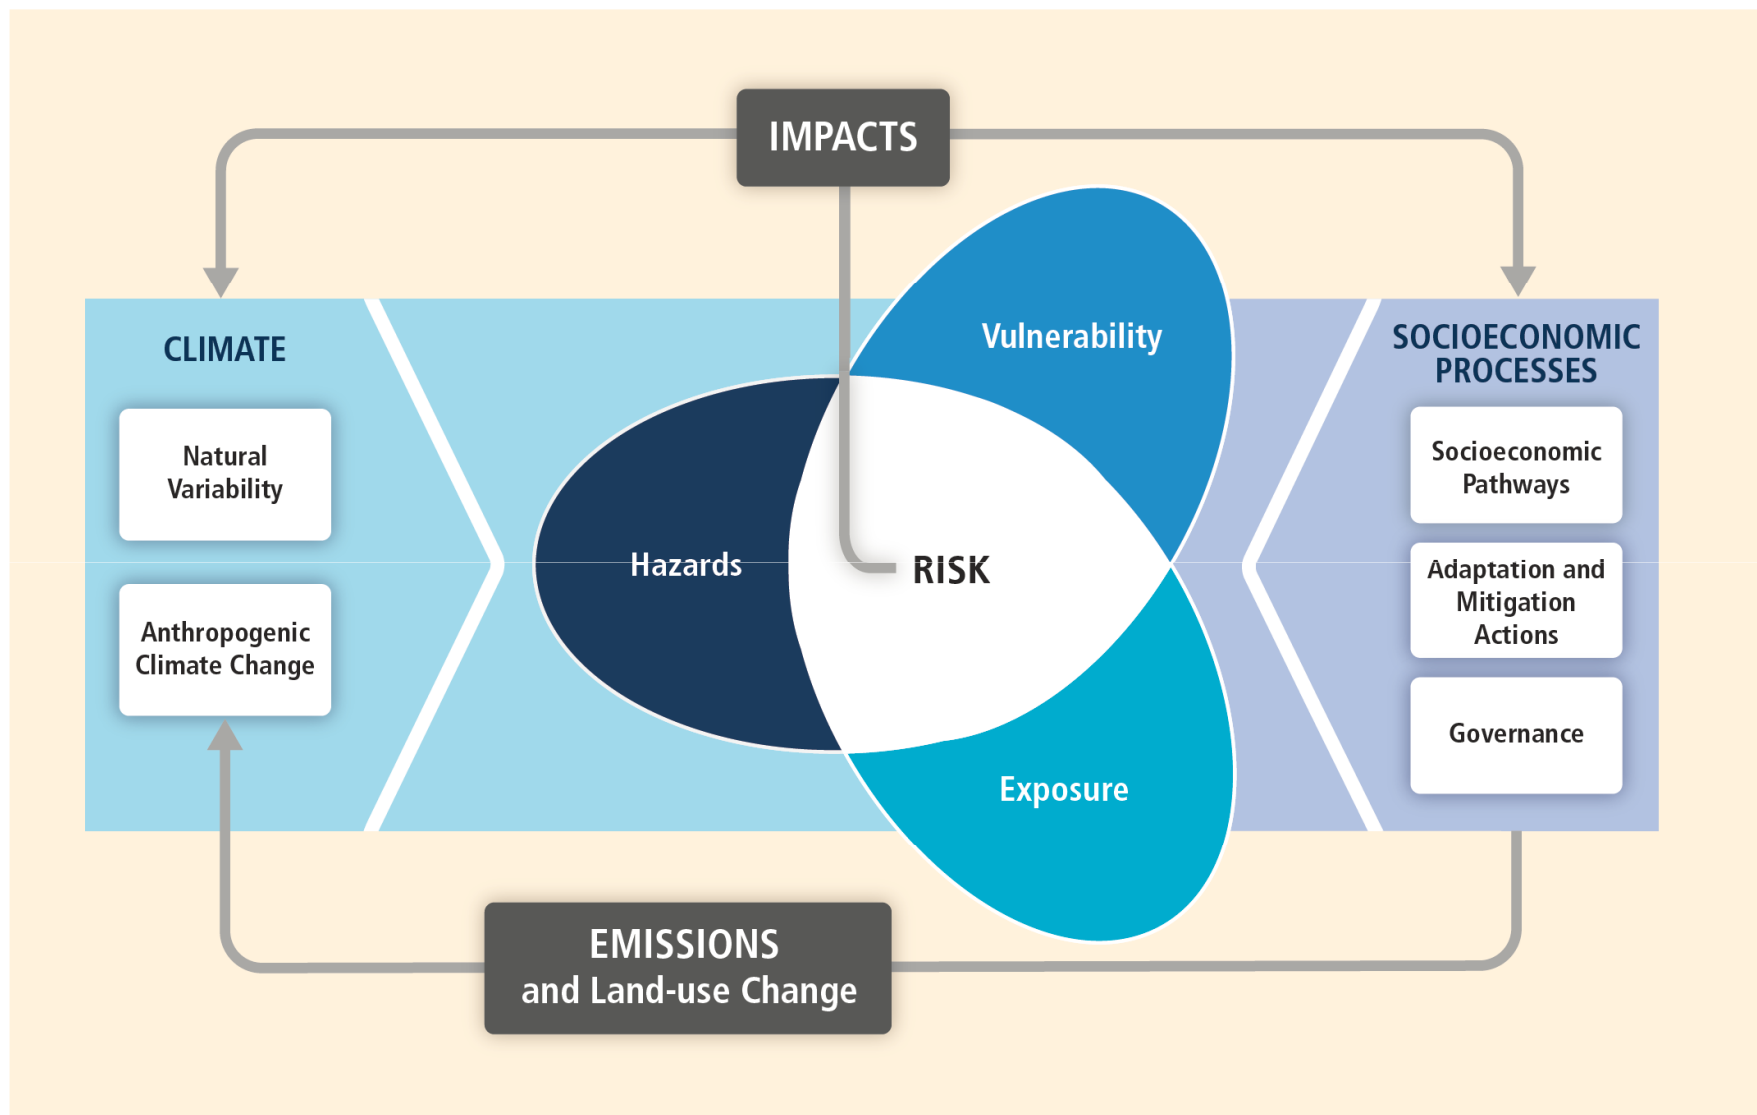 IMPACTS
CLIMATE
Natural
Variability
Anthropogenic
Climate Change
Vulnerability
Hazards
RISK
Exposure
SOCIOECONOMIC
PROCESSES
Socioeconomic
Pathways
Adaptation and
Mitigation
Actions
Governance
EMISSIONS
and Land-use Change